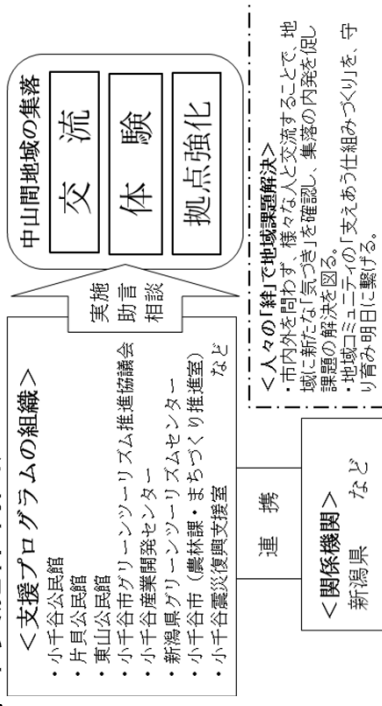 ＜支援プログラムの組織＞
・小千谷公民館
・片貝公民館
・東山公民館
・小千谷市グリーンツーリズム推進協議会
・小千谷産業開発センター
・新潟県グリーンツーリズムセンター
・小千谷市（農林課・まちづくり推進室）
・小千谷震災復興支援室　など
実施
助言
相談
中山間地域の集落
交　流
体　験
拠点強化
連　携
＜関係機関＞
新潟県　など
＜人々の「絆」で地域課題解決＞
・市内外を問わず、様々な人と交流することで、地
域に新たな「気づき」を確認し、集落の内発を促し
課題の解決を図る。
・地域コミュニティの「支えあう仕組みづくり」を、守
り育み明日に繋げる。